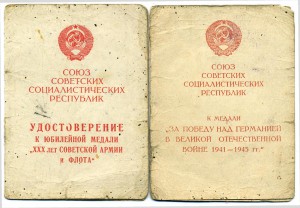 СОЮЗ
СОВЕТСКИХ
СОЦИАЛИСТИЧЕСКИХ
РЕСПУБЛИК
УДОСТОВЕРЕНИЕ
К ЮБИЛЕЙНОЙ МЕДАЛИ
„XXX ЛЕТ СОВЕТСКОЙ АРМИИ
и ФЛОТА“
СОЮЗ
СОВЕТСКИХ
СОЦИАЛИСТИЧЕСКИХ
РЕСПУБЛИК
К МЕДАЛИ
„ЗА ПОБЕДУ НАД ГЕРМАНИЕЙ
В ВЕЛИКОЙ ОТЕЧЕСТВЕННОЙ
ВОЙНЕ 1941—1945 гг.“